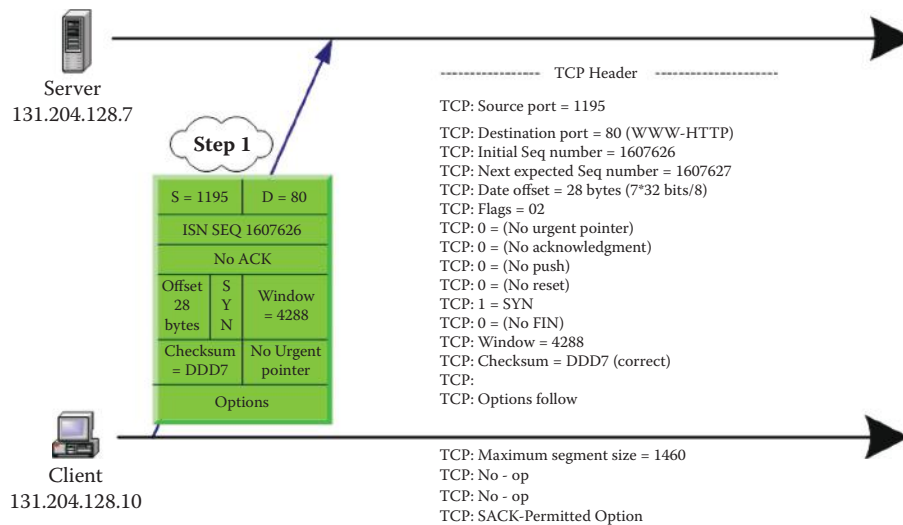 Server
131.204.128.7
Step 1
S = 1195
D = 80
ISN SEQ 1607626
No ACK
Offset
28
bytes
S
Y
N
Window
= 4288
Checksum
= DDD7
No Urgent
pointer
Options
Client
131.204.128.10
TCP Header
TCP: Source port = 1195
TCP: Destination port = 80 (WWW-HTTP)
TCP: Initial Seq number = 1607626
TCP: Next expected Seq number = 1607627
TCP: Date offset = 28 bytes (7*32 bits/8)
TCP: Flags = 02
TCP: 0 = (No urgent pointer)
TCP: 0 = (No acknowledgment)
TCP: 0 = (No push)
TCP: 0 = (No reset)
TCP: 1 = SYN
TCP: 0 = (No FIN)
TCP: Window = 4288
TCP: Checksum = DDD7 (correct)
TCP:
TCP: Options follow
TCP: Maximum segment size = 1460
TCP: No - op
TCP: No - op
TCP: SACK-Permitted Option